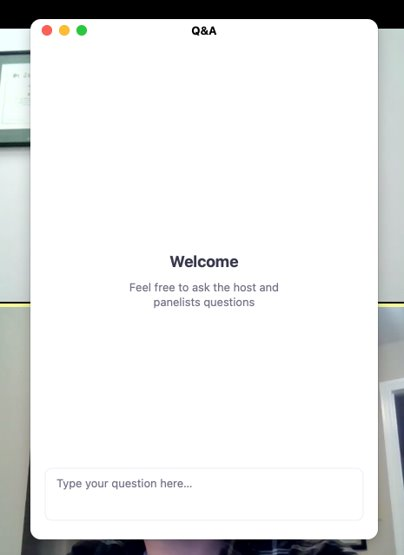 Q&A
Welcome
Feel free to ask the host and
panelists questions
Type your question here...